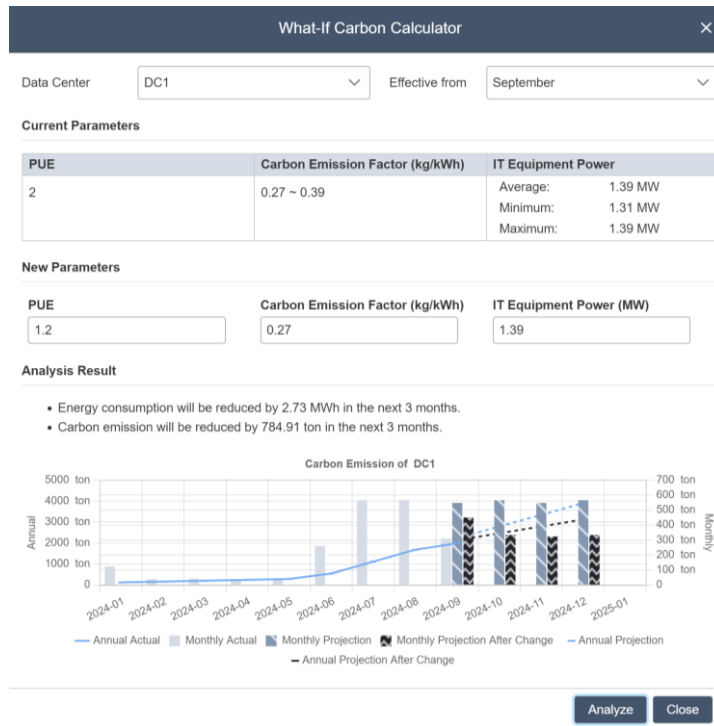 What-If Carbon Calculator
Data Center DC1 Effective from September
Current Parameters
PUE Carbon Emission Factor (kg/kWh) IT Equipment Power
2 0.27 ~ 0.39 Average: 1.39 MW
Minimum: 1.31 MW
Maximum: 1.39 MW
New Parameters
PUE Carbon Emission Factor (kg/kWh) IT Equipment Power (MW)
1.2 0.27 1.39
Analysis Result
• Energy consumption will be reduced by 2.73 MWh in the next 3 months.
• Carbon emission will be reduced by 784.91 ton in the next 3 months.
Carbon Emission of DC1
5000 ton
4000 ton
3000 ton
2000 ton
1000 ton
0
Annual
700 ton
600 ton
500 ton
400 ton
300 ton
200 ton
100 ton
0
Monthly
2024-01 2024-02 2024-03 2024-04 2024-05 2024-06 2024-07 2024-08 2024-09 2024-10 2024-11 2024-12 2025-01
Annual Actual Monthly Actual Monthly Projection Monthly Projection After Change Annual Projection
Annual Projection After Change
Analyze Close